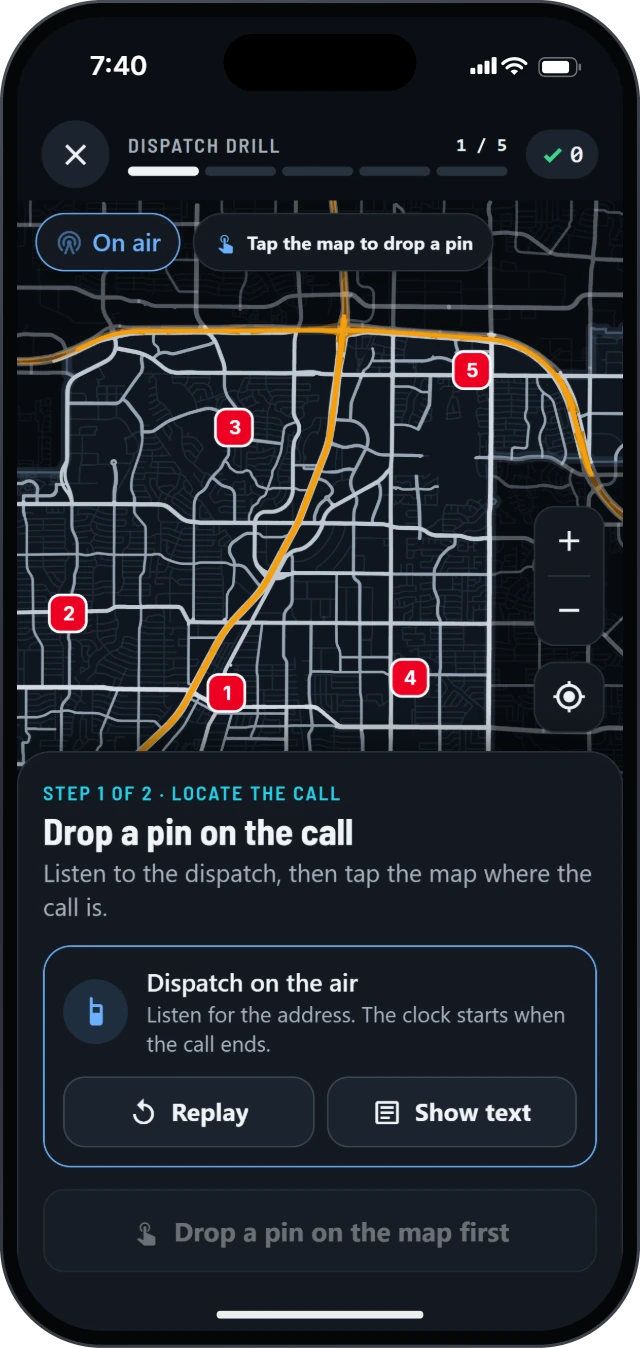 7:40
DISPATCH DRILL
1 / 5
0
On air
Tap the map to drop a pin
5
3
2
1
4
STEP 1 OF 2 · LOCATE THE CALL
Drop a pin on the call
Listen to the dispatch, then tap the map where the
call is.
Dispatch on the air
Listen for the address. The clock starts when
the call ends.
Replay
Show text
Drop a pin on the map first